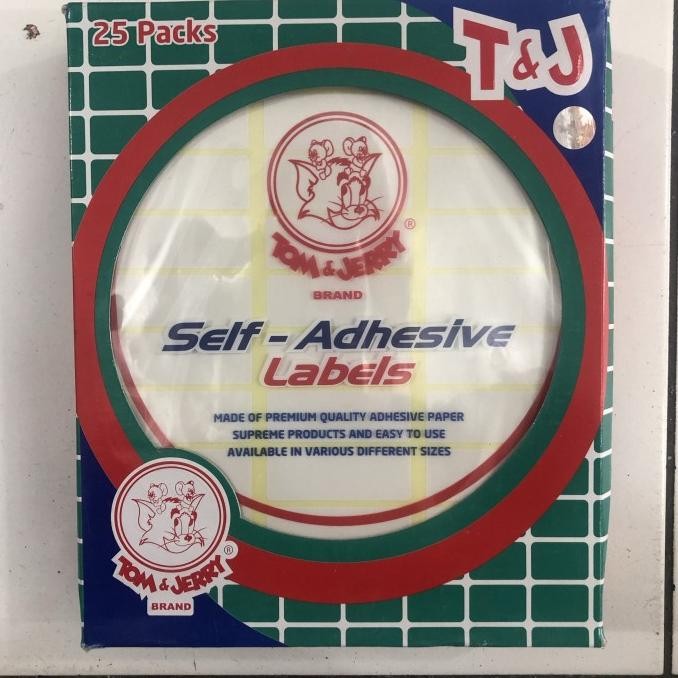 25 Packs
T&J
TOM & JERRY®
BRAND
Self - Adhesive
Labels
MADE OF PREMIUM QUALITY ADHESIVE PAPER
SUPREME PRODUCTS AND EASY TO USE
AVAILABLE IN VARIOUS DIFFERENT SIZES
TOM & JERRY®
BRAND